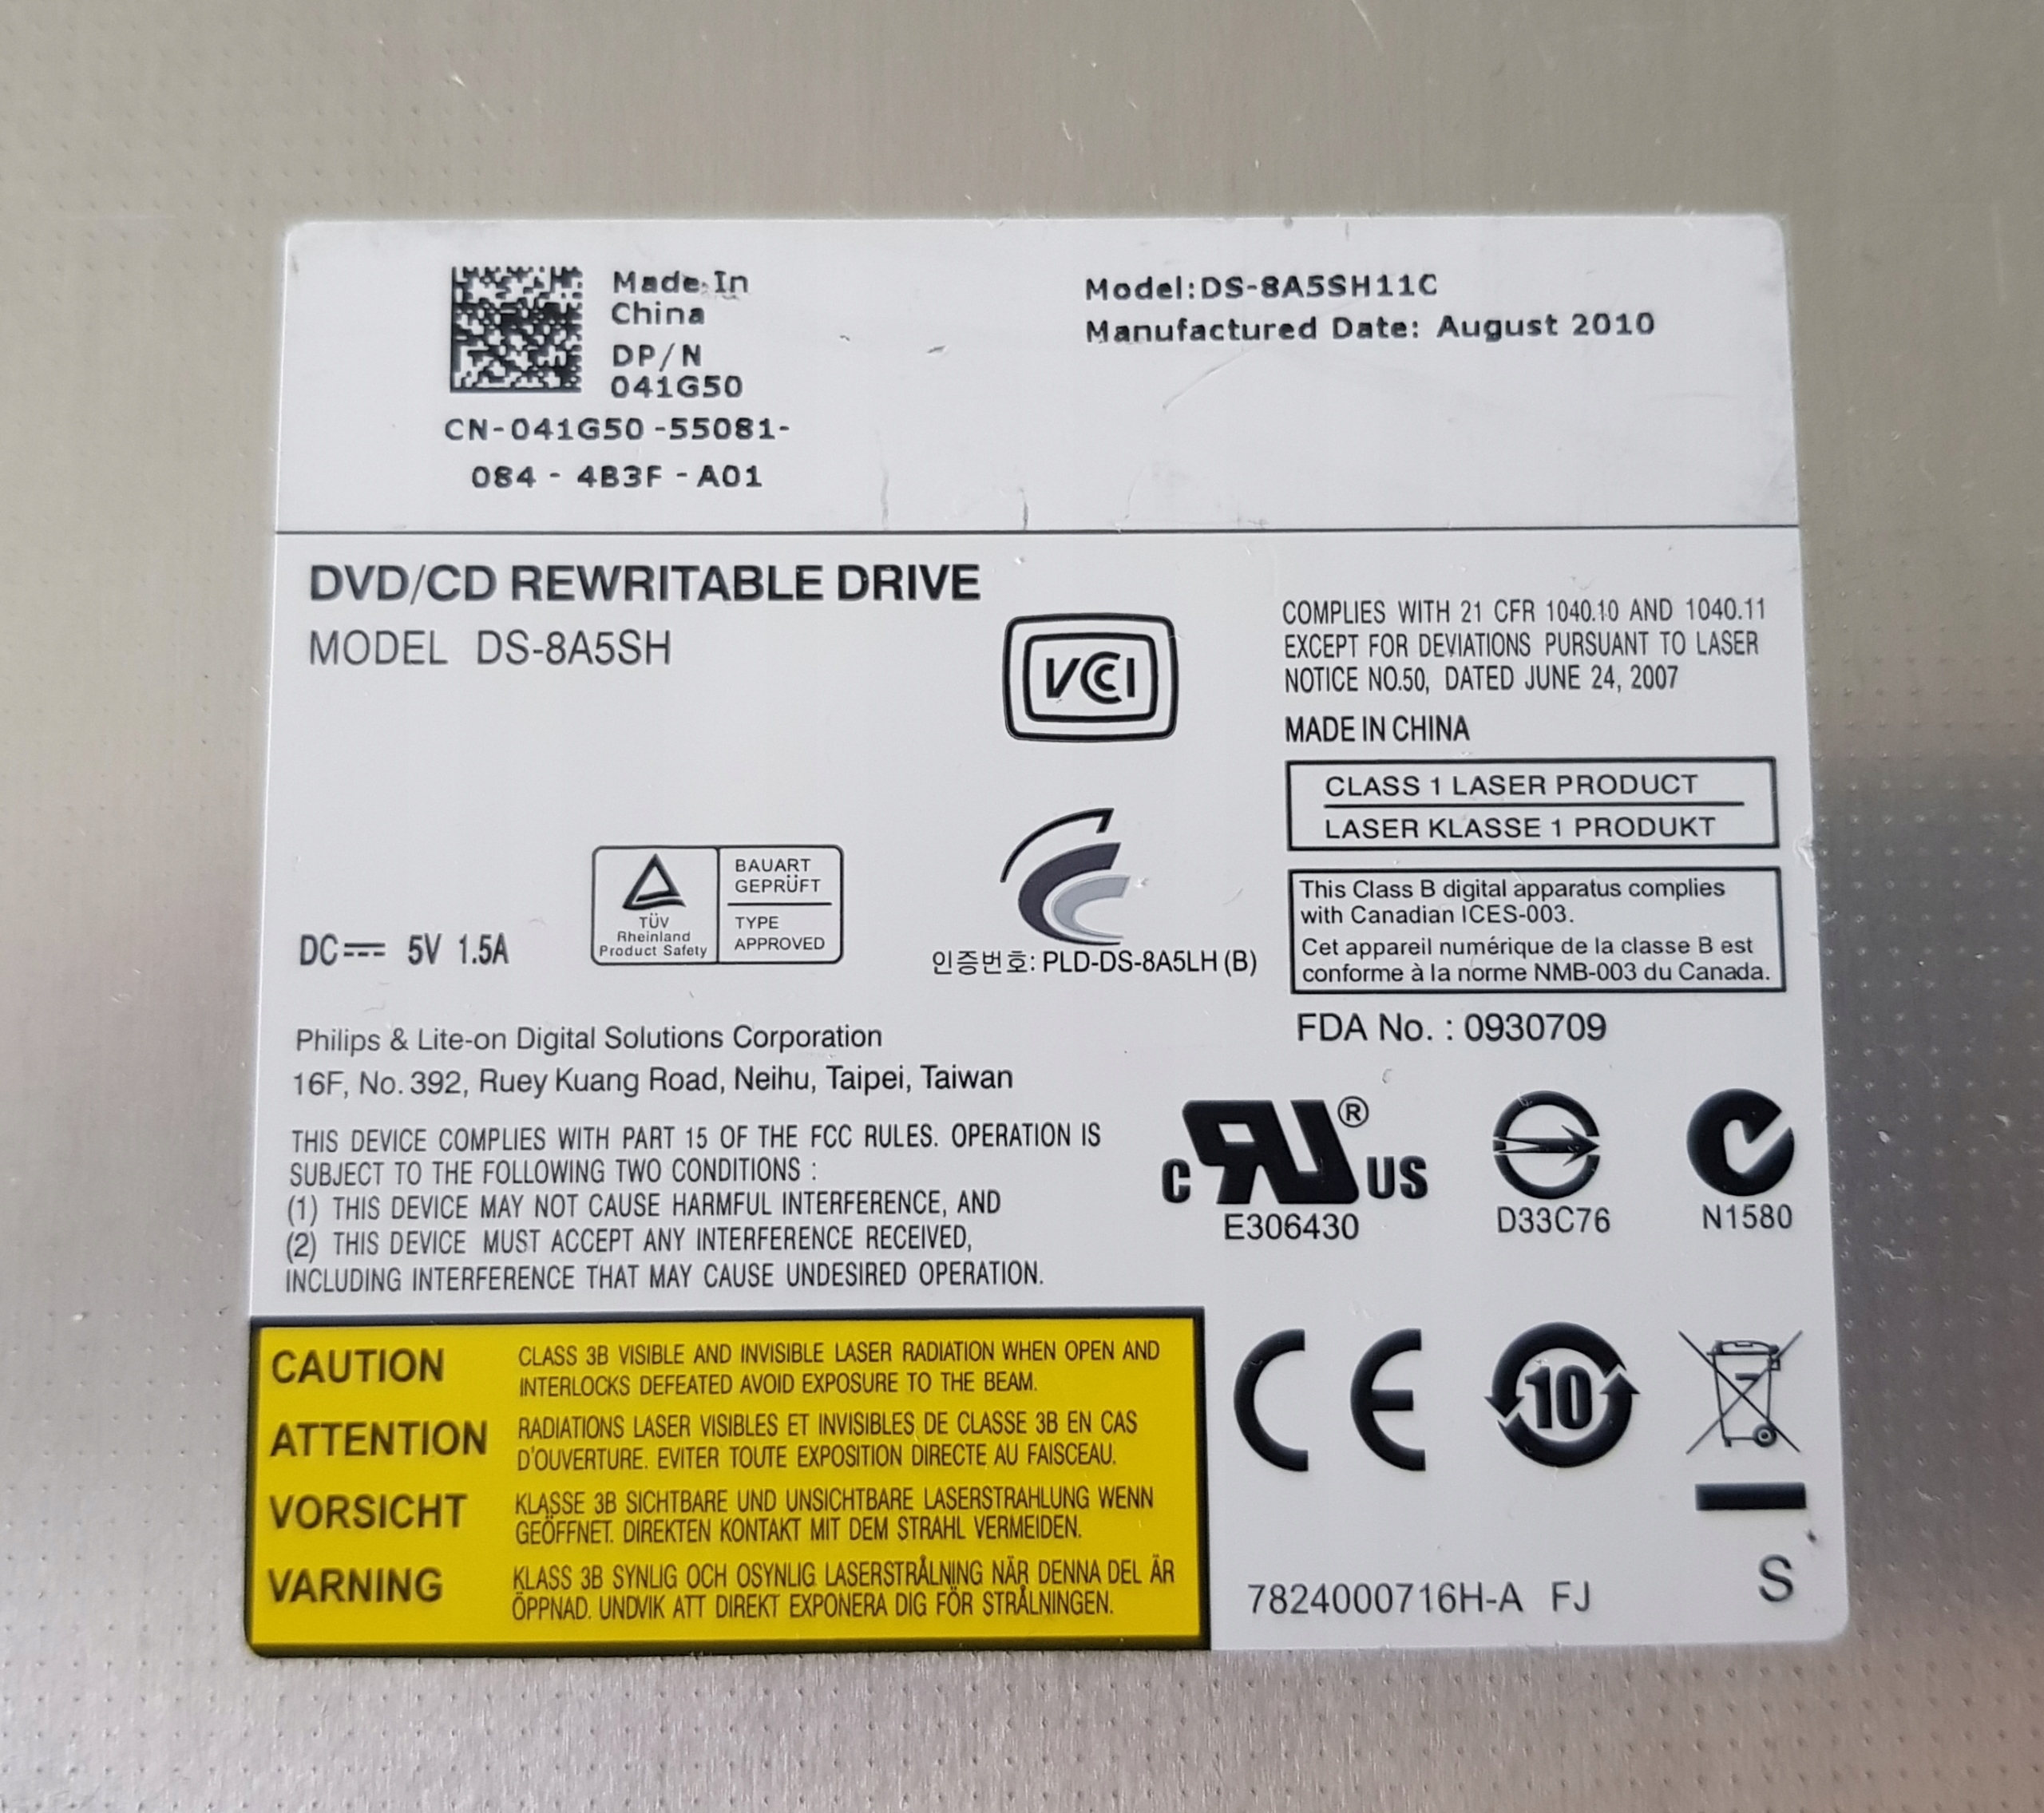 Made In
China
DP/N
041G50
CN-041G50-55081-
084-4B3F-A01
Model:DS-8A5SH11C
Manufactured Date: August 2010
DVD/CD REWRITABLE DRIVE
MODEL DS-8A5SH
VCCI
COMPLIES WITH 21 CFR 1040.10 AND 1040.11
EXCEPT FOR DEVIATIONS PURSUANT TO LASER
NOTICE NO.50, DATED JUNE 24, 2007
MADE IN CHINA
CLASS 1 LASER PRODUCT
LASER KLASSE 1 PRODUKT
This Class B digital apparatus complies
with Canadian ICES-003.
Cet appareil numérique de la classe B est
conforme à la norme NMB-003 du Canada.
FDA No. : 0930709
DC 5V 1.5A
TÜV
Rheinland
Product Safety
BAUART
GEPRÜFT
TYPE
APPROVED
인증번호: PLD-DS-8A5LH (B)
Philips & Lite-on Digital Solutions Corporation
16F, No. 392, Ruey Kuang Road, Neihu, Taipei, Taiwan
THIS DEVICE COMPLIES WITH PART 15 OF THE FCC RULES. OPERATION IS
SUBJECT TO THE FOLLOWING TWO CONDITIONS :
(1) THIS DEVICE MAY NOT CAUSE HARMFUL INTERFERENCE, AND
(2) THIS DEVICE MUST ACCEPT ANY INTERFERENCE RECEIVED,
INCLUDING INTERFERENCE THAT MAY CAUSE UNDESIRED OPERATION.
C RU® US
E306430
D33C76
N1580
CAUTION CLASS 3B VISIBLE AND INVISIBLE LASER RADIATION WHEN OPEN AND
INTERLOCKS DEFEATED AVOID EXPOSURE TO THE BEAM.
ATTENTION RADIATIONS LASER VISIBLES ET INVISIBLES DE CLASSE 3B EN CAS
D'OUVERTURE. EVITER TOUTE EXPOSITION DIRECTE AU FAISCEAU.
VORSICHT KLASSE 3B SICHTBARE UND UNSICHTBARE LASERSTRAHLUNG WENN
GEÖFFNET. DIREKTEN KONTAKT MIT DEM STRAHL VERMEIDEN.
VARNING KLASS 3B SYNLIG OCH OSYNLIG LASERSTRÅLNING NÄR DENNA DEL ÄR
ÖPPNAD. UNDVIK ATT DIREKT EXPONERA DIG FÖR STRÅLNINGEN.
CE
10
7824000716H-A FJ
S